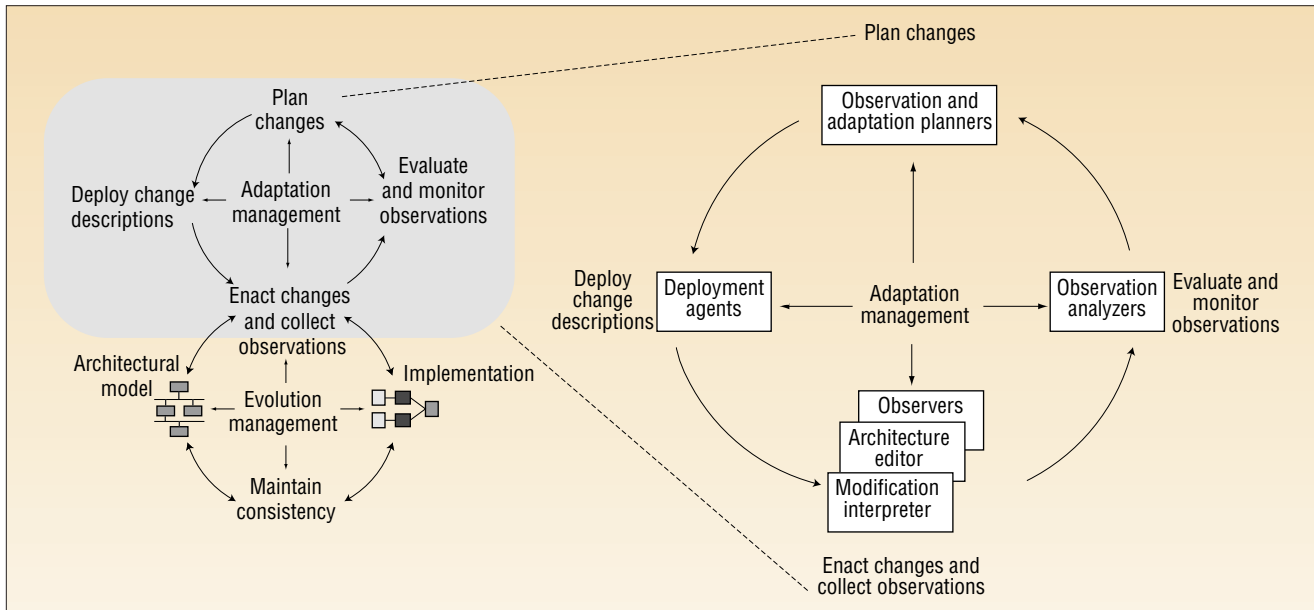 Plan
changes
Evaluate
and monitor
observations
Adaptation
management
Deploy change
descriptions
Enact changes
and collect
observations
Architectural
model
Implementation
Evolution
management
Maintain
consistency
Plan changes
Observation and
adaptation planners
Deploy
change
descriptions
Deployment
agents
Adaptation
management
Observation
analyzers
Evaluate and
monitor
observations
Observers
Architecture
editor
Modification
interpreter
Enact changes and
collect observations